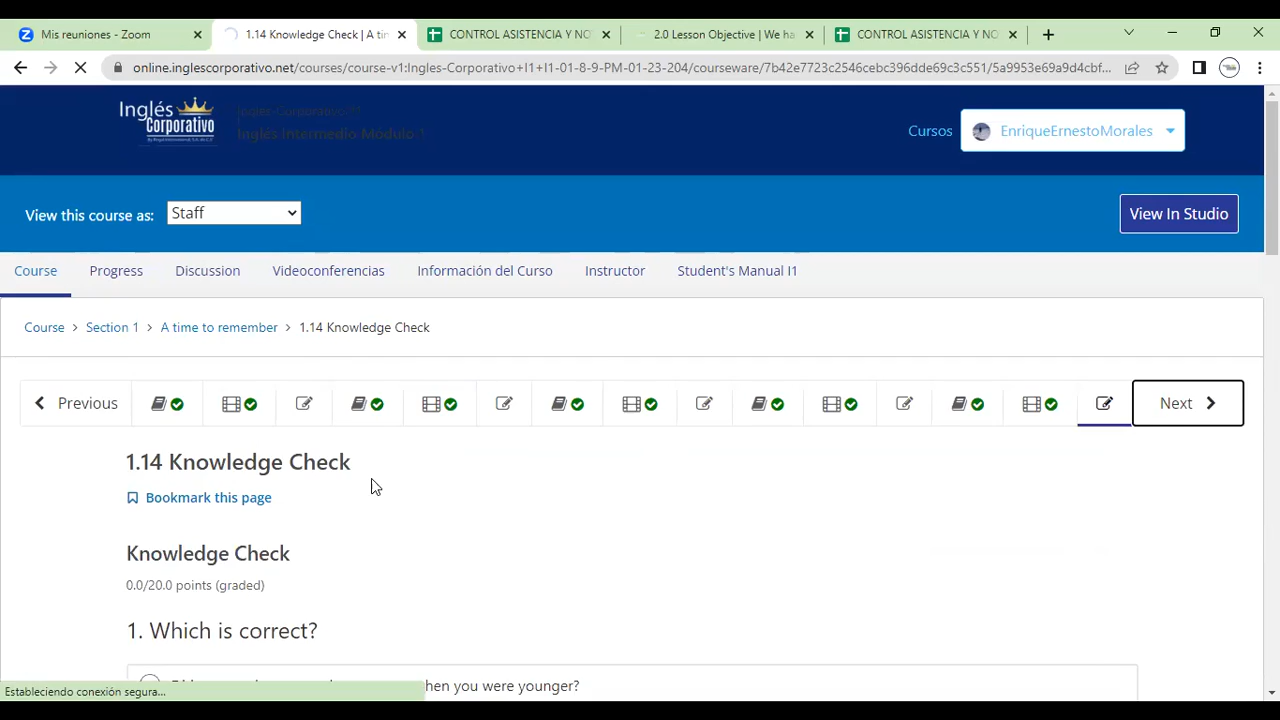 Mis reuniones - Zoom
1.14 Knowledge Check | A tin
CONTROL ASISTENCIA Y NO
2.0 Lesson Objective | We ha
CONTROL ASISTENCIA Y NO
online.inglescorporativo.net/courses/course-v1:Ingles-Corporativo+I1+I1-01-8-9-PM-01-23-204/courseware/7b42e7723c2546cebc396dde69c3c551/5a9953e69a9d4cbf...
Inglés
Corporativo
Inglés Intermedio Módulo 1
Cursos
EnriqueErnestoMorales
View this course as:
Staff
View In Studio
Course
Progress
Discussion
Videoconferencias
Información del Curso
Instructor
Student's Manual I1
Course > Section 1 > A time to remember > 1.14 Knowledge Check
Previous
Next
1.14 Knowledge Check
Bookmark this page
Knowledge Check
0.0/20.0 points (graded)
1. Which is correct?
hen you were younger?
Estableciendo conexión segura...